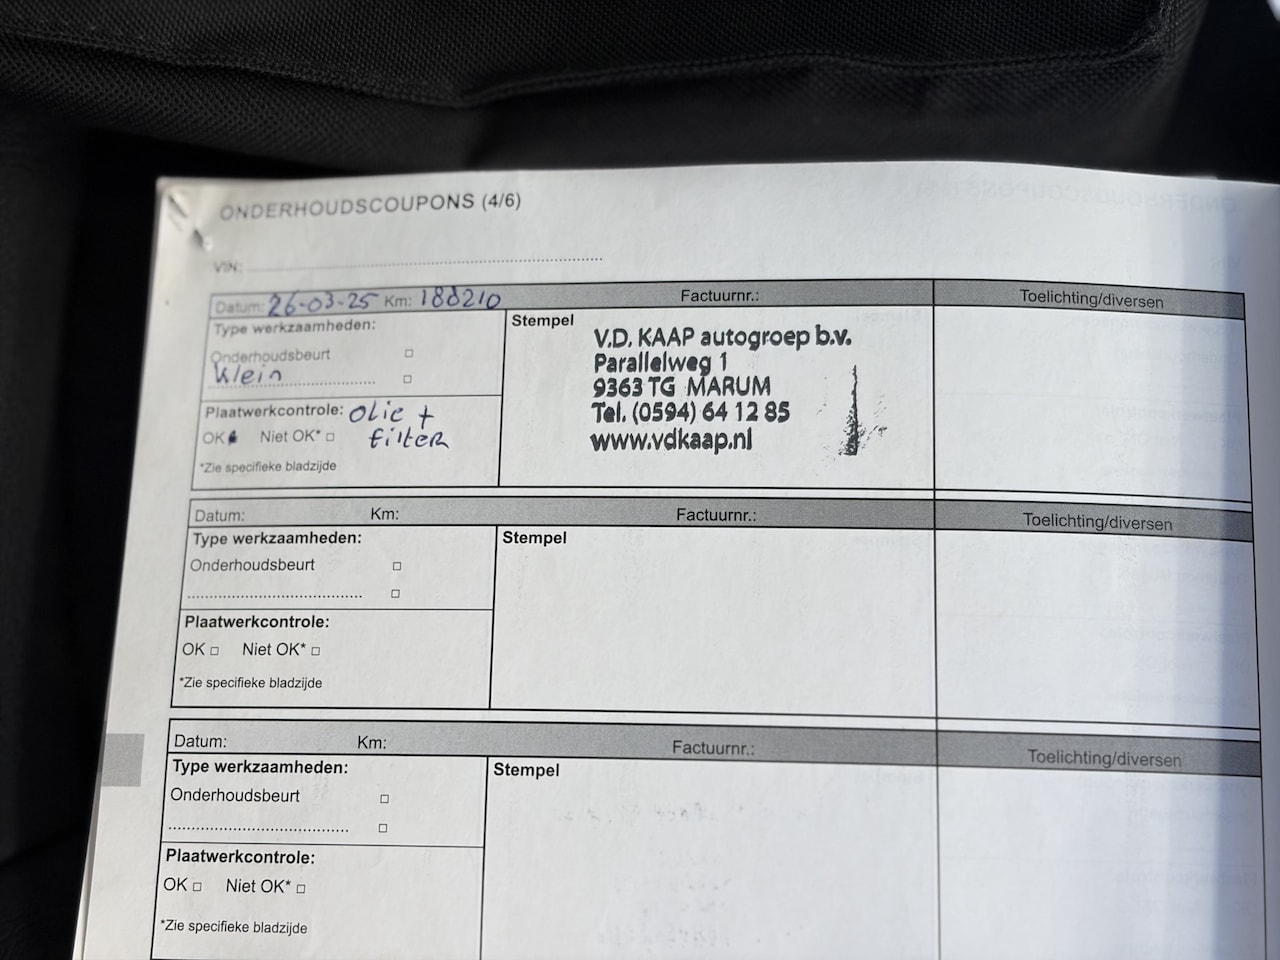 ONDERHOUDSCOUPONS (4/6)
VIN:
Datum: 26-03-25 Km: 188210 Factuurnr.: Toelichting/diversen
Type werkzaamheden:
Onderhoudsbeurt
Klein
Plaatwerkcontrole: Olie +
OK Niet OK* filter
*Zie specifieke bladzijde
Stempel
V.D. KAAP autogroep b.v.
Parallelweg 1
9363 TG MARUM
Tel. (0594) 64 12 85
www.vdkaap.nl
Datum: Km: Factuurnr.: Toelichting/diversen
Type werkzaamheden:
Onderhoudsbeurt
Plaatwerkcontrole:
OK Niet OK*
*Zie specifieke bladzijde
Stempel
Datum: Km: Factuurnr.: Toelichting/diversen
Type werkzaamheden:
Onderhoudsbeurt
Plaatwerkcontrole:
OK Niet OK*
*Zie specifieke bladzijde
Stempel